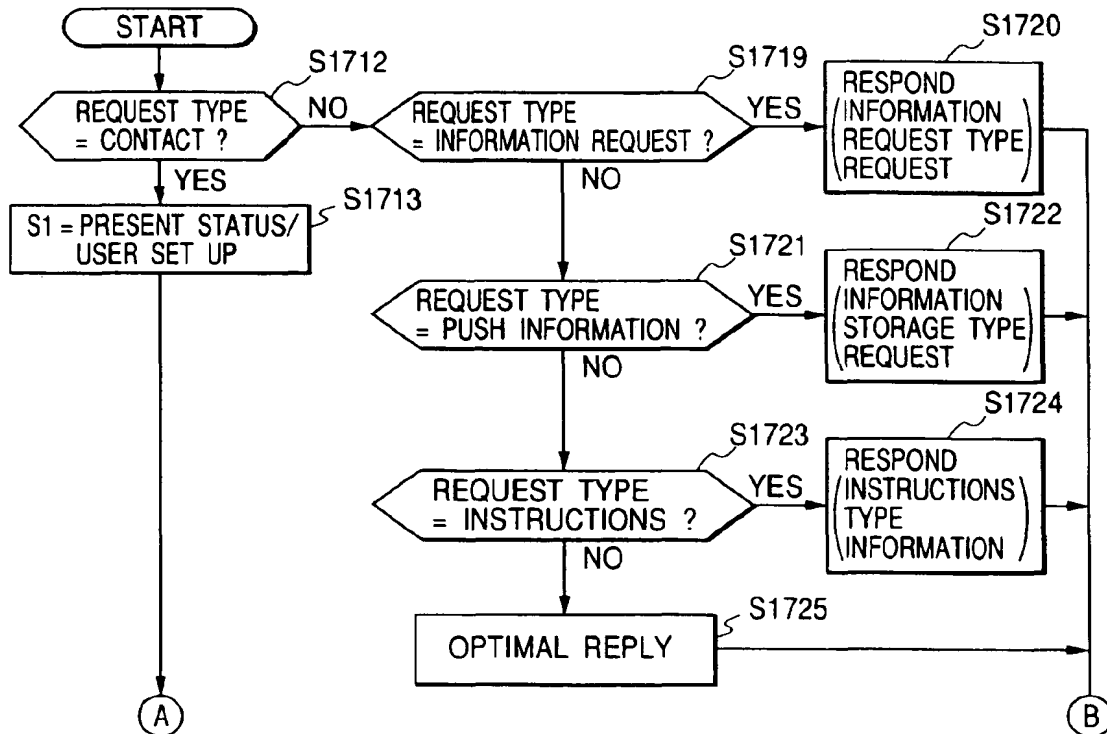 START
S1712
REQUEST TYPE
= CONTACT ?
NO
YES
S1713
S1 = PRESENT STATUS/
USER SET UP
A
S1719
REQUEST TYPE
= INFORMATION REQUEST ?
YES
NO
S1720
RESPOND
(INFORMATION
REQUEST TYPE
REQUEST)
S1721
REQUEST TYPE
= PUSH INFORMATION ?
YES
NO
S1722
RESPOND
(INFORMATION
STORAGE TYPE
REQUEST)
S1723
REQUEST TYPE
= INSTRUCTIONS ?
YES
NO
S1724
RESPOND
(INSTRUCTIONS
TYPE
INFORMATION)
S1725
OPTIMAL REPLY
B